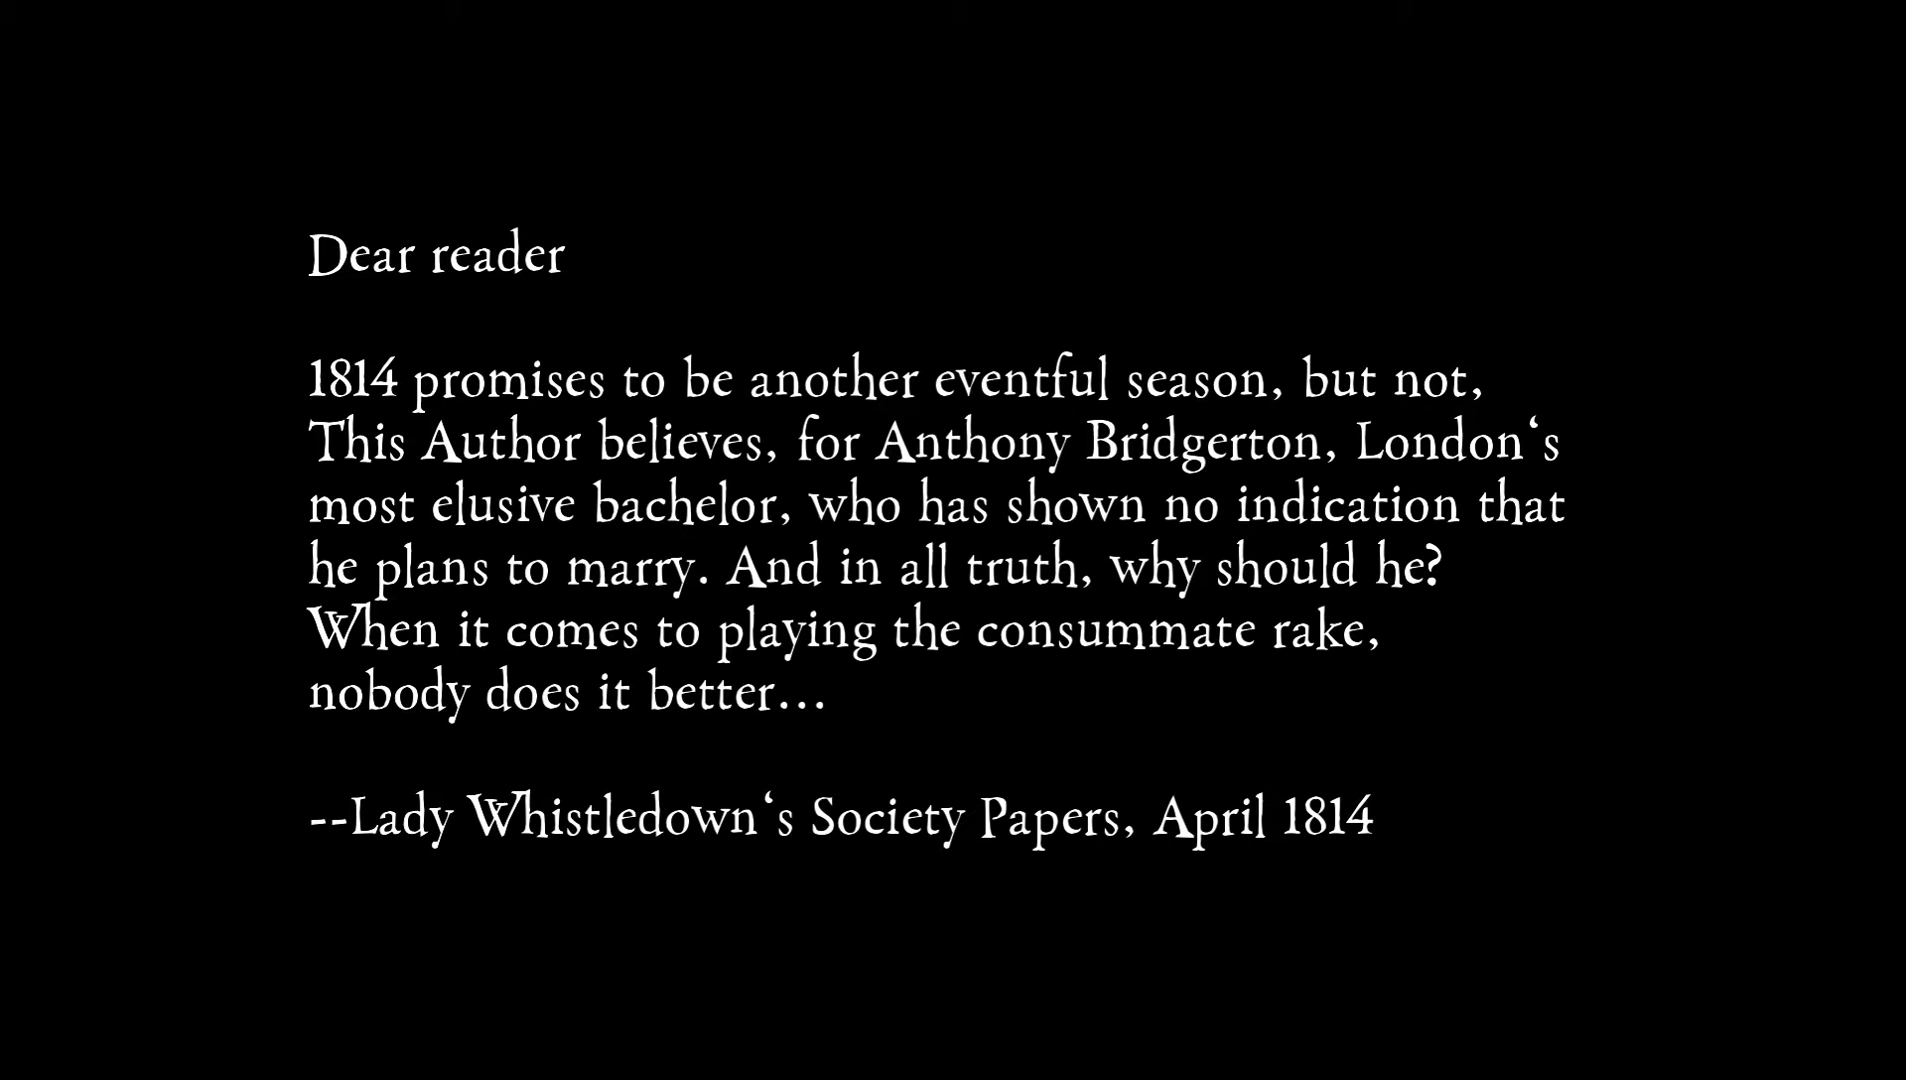 Dear reader
1814 promises to be another eventful season, but not,
This Author believes, for Anthony Bridgerton, London‘s
most elusive bachelor, who has shown no indication that
he plans to marry. And in all truth, why should he?
When it comes to playing the consummate rake,
nobody does it better...
--Lady Whistledown‘s Society Papers, April 1814